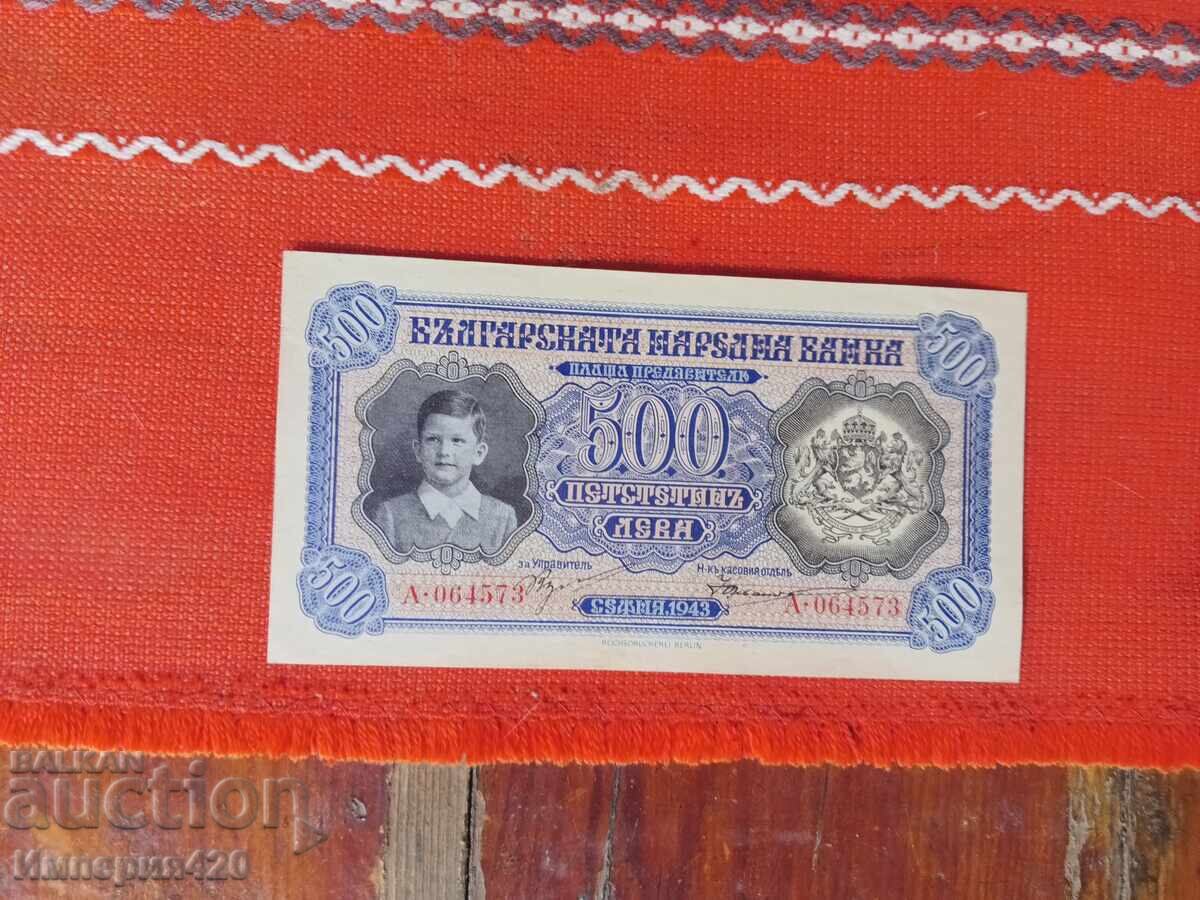 500
500
БЪЛГАРСКАТА НАРОДНА БАНКА
ПЛАЩА ПРЕДЯВИТЕЛЮ
500
ПЕТСТОТИНЪ
ЛЕВА
за Управитель
Н-къ касовия отдѣлъ
А·064573
А·064573
500
СОФИЯ, 1943
500
REICHSDRUCKEREI BERLIN
BALKAN
auction
Империя420